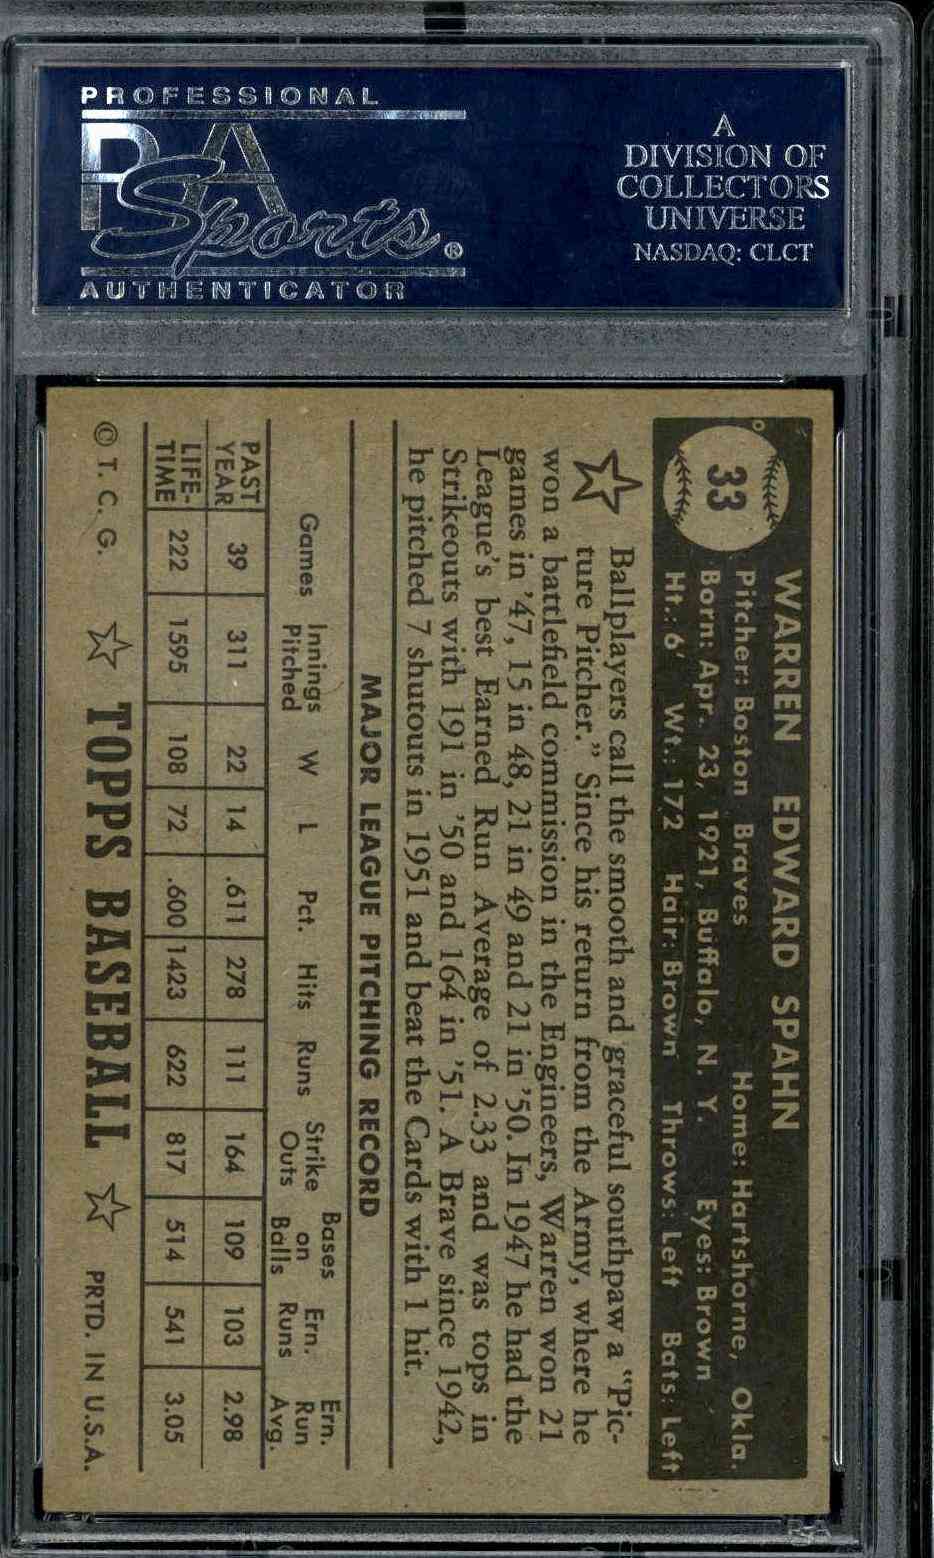 PROFESSIONAL
PSA
Sports®
AUTHENTICATOR
A
DIVISION OF
COLLECTORS
UNIVERSE
NASDAQ: CLCT
33
WARREN EDWARD SPAHN
Pitcher: Boston Braves Home: Hartshorne, Okla.
Born: Apr. 23, 1921, Buffalo, N. Y. Eyes: Brown
Ht.: 6' Wt.: 172 Hair: Brown Throws: Left Bats: Left
Ballplayers call the smooth and graceful southpaw a "Pic-
ture Pitcher." Since his return from the Army, where he
won a battlefield commission in the Engineers, Warren won 21
games in '47, 15 in 48, 21 in 49 and 21 in '50. In 1947 he had the
League's best Earned Run Average of 2.33 and was tops in
Strikeouts with 191 in '50 and 164 in '51. A Brave since 1942,
he pitched 7 shutouts in 1951 and beat the Cards with 1 hit.
MAJOR LEAGUE PITCHING RECORD
Games Innings Pitched W L Pct. Hits Runs Strike Outs Bases on Balls Ern. Runs Ern. Run Avg.
PAST YEAR 39 311 22 14 .611 278 111 164 109 103 2.98
LIFE-TIME 222 1595 108 72 .600 1423 622 817 514 541 3.05
© T. C. G. TOPPS BASEBALL PRTD. IN U.S.A.
PSA